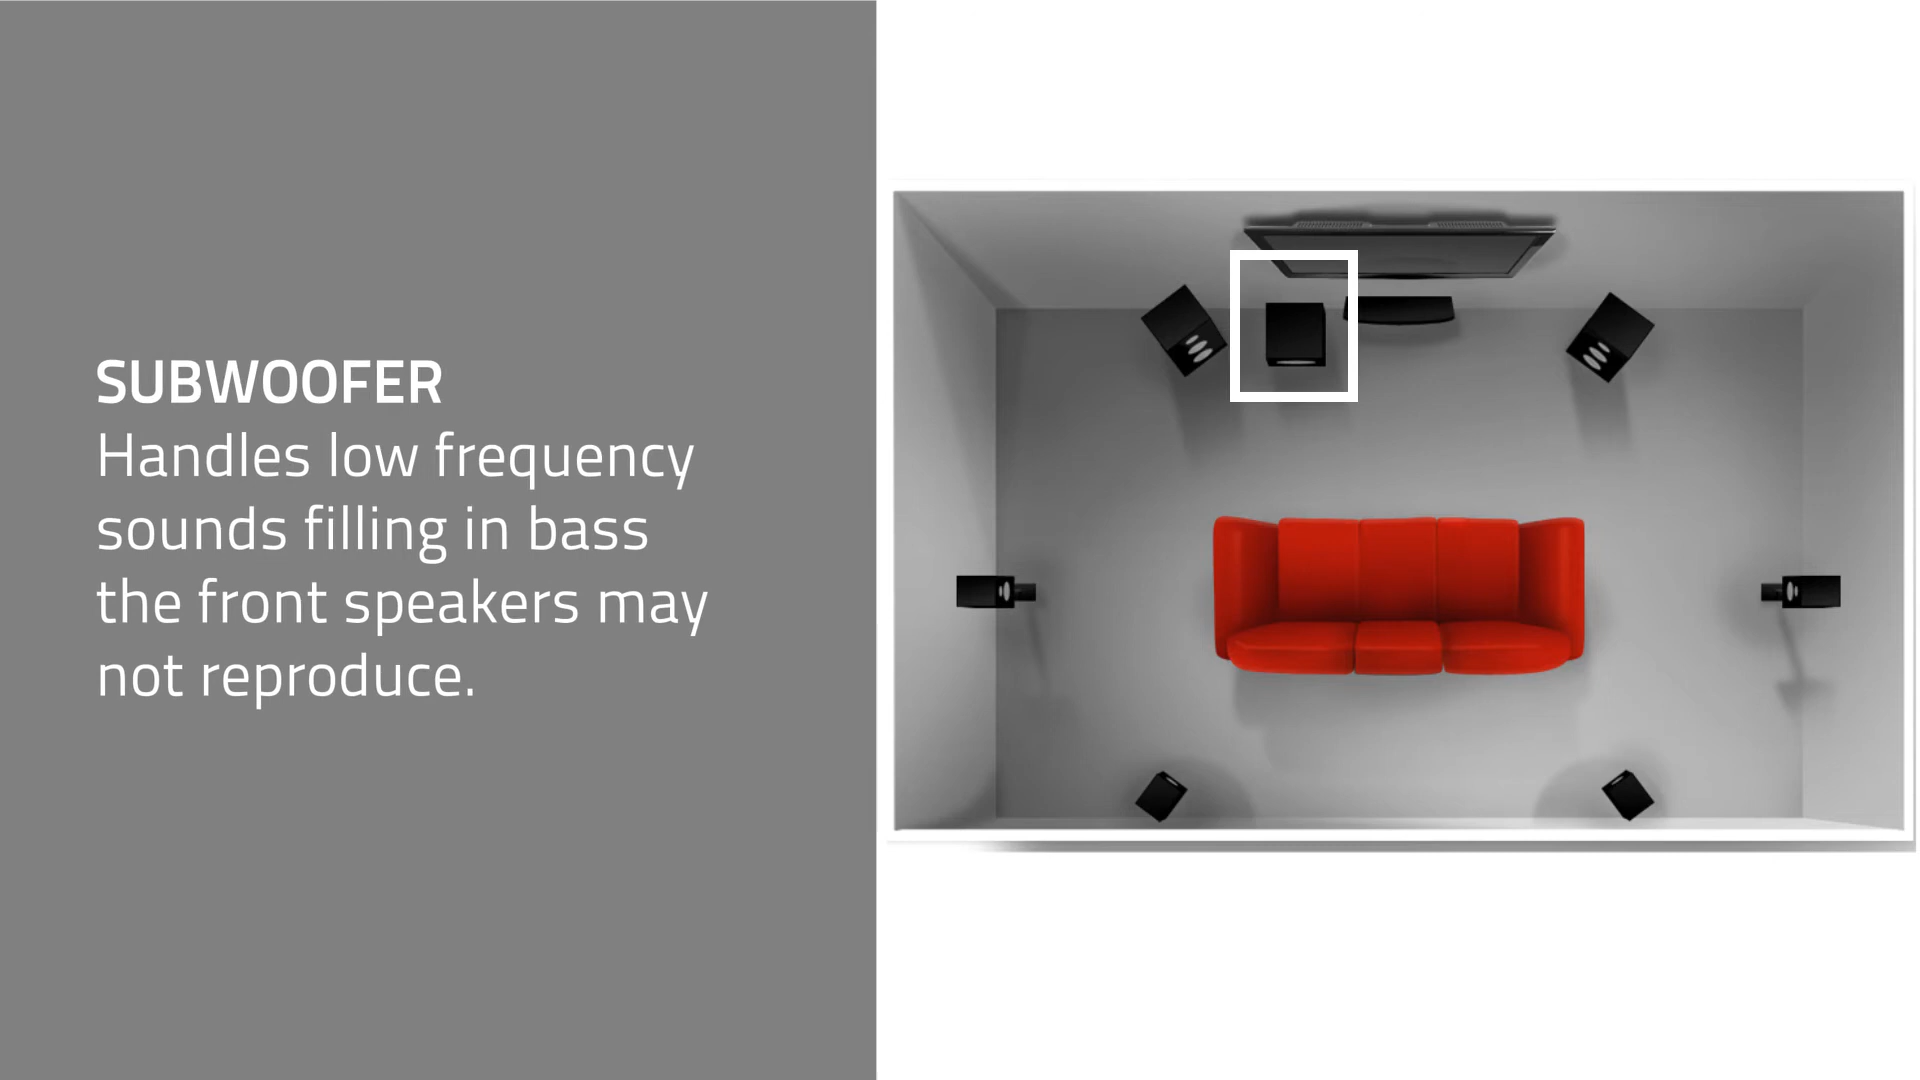 SUBWOOFER
Handles low frequency
sounds filling in bass
the front speakers may
not reproduce.